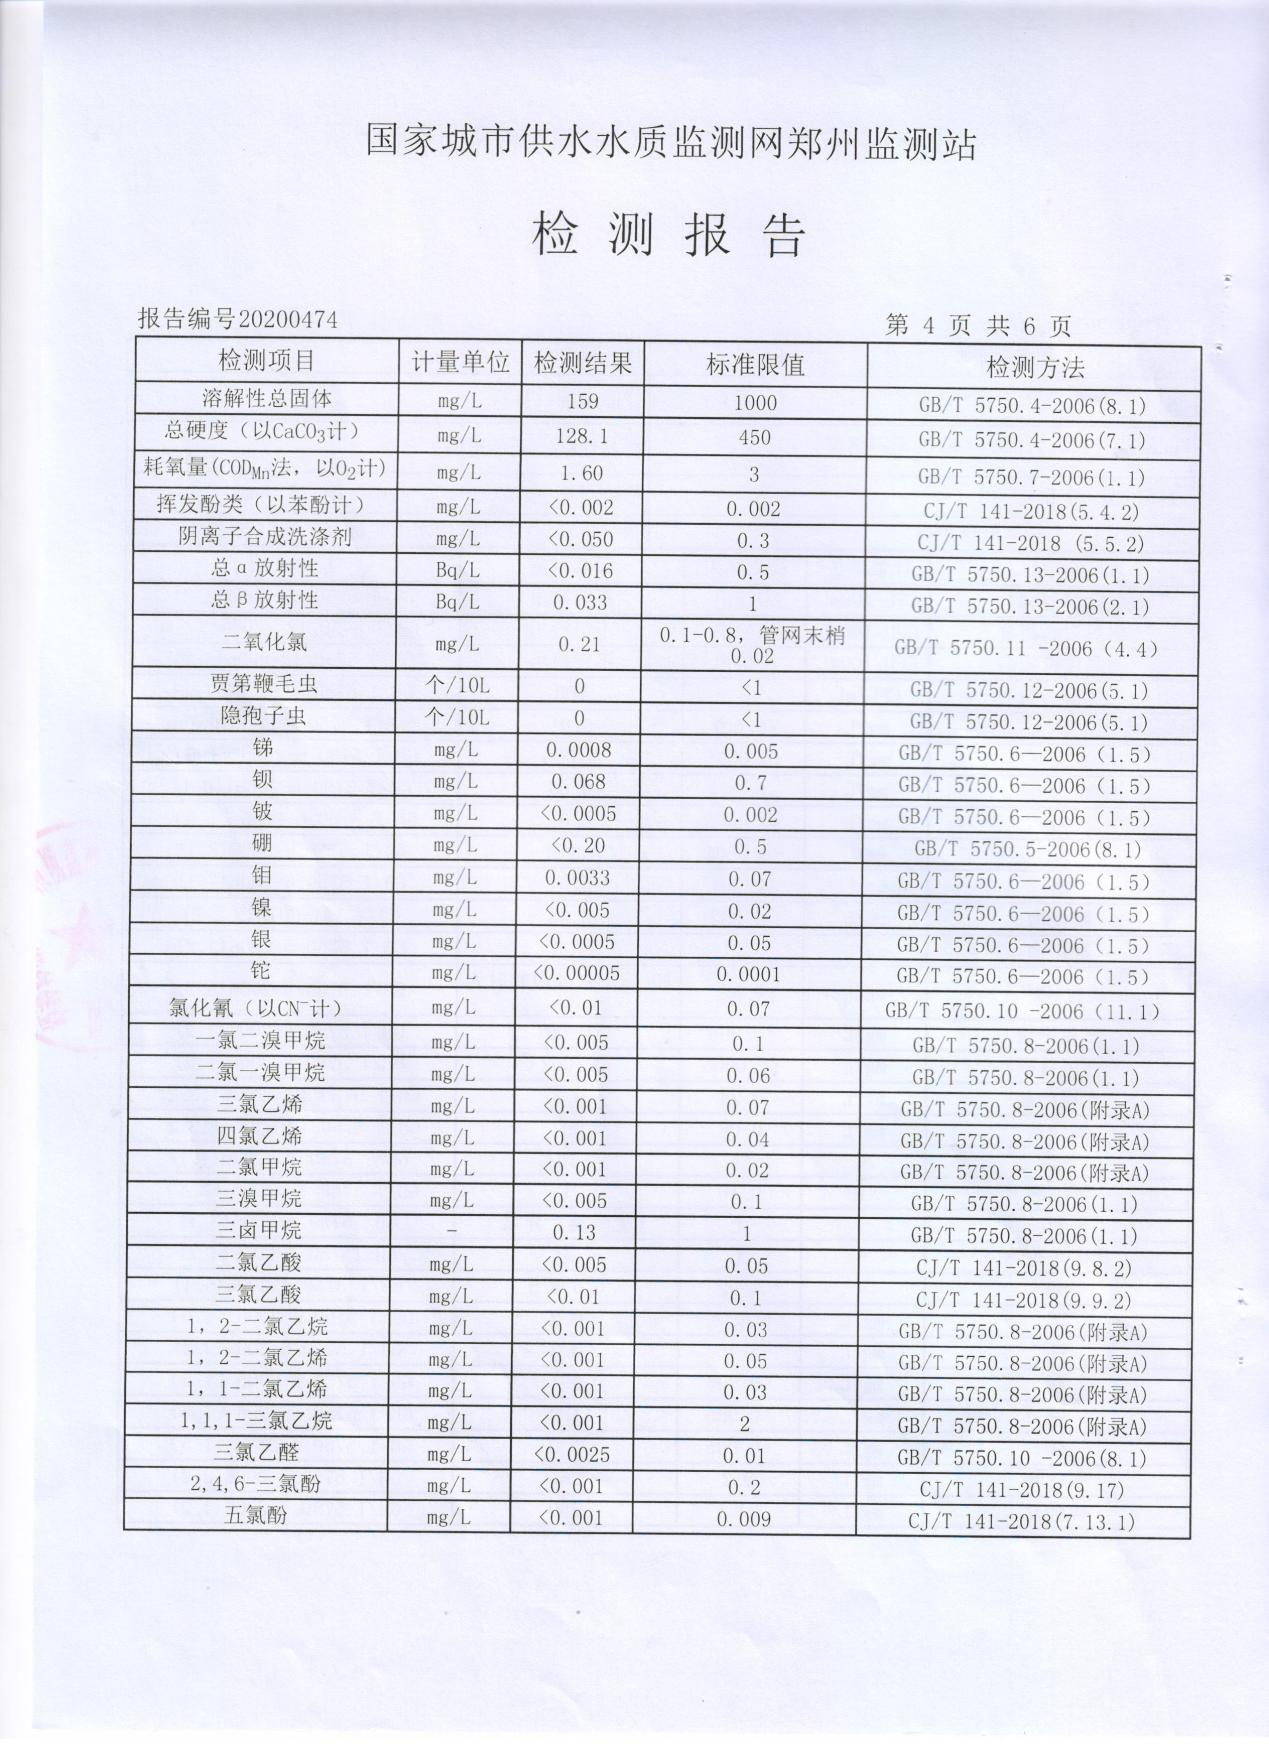 国家城市供水水质监测网郑州监测站
检 测 报 告
报告编号20200474
第 4 页 共 6 页
检测项目 计量单位 检测结果 标准限值 检测方法
溶解性总固体 mg/L 159 1000 GB/T 5750.4-2006(8.1)
总硬度（以CaCO3计） mg/L 128.1 450 GB/T 5750.4-2006(7.1)
耗氧量(CODMn法，以O2计) mg/L 1.60 3 GB/T 5750.7-2006(1.1)
挥发酚类（以苯酚计） mg/L <0.002 0.002 CJ/T 141-2018(5.4.2)
阴离子合成洗涤剂 mg/L <0.050 0.3 CJ/T 141-2018 (5.5.2)
总α放射性 Bq/L <0.016 0.5 GB/T 5750.13-2006(1.1)
总β放射性 Bq/L 0.033 1 GB/T 5750.13-2006(2.1)
二氧化氯 mg/L 0.21 0.1-0.8，管网末梢0.02 GB/T 5750.11 -2006（4.4）
贾第鞭毛虫 个/10L 0 <1 GB/T 5750.12-2006(5.1)
隐孢子虫 个/10L 0 <1 GB/T 5750.12-2006(5.1)
锑 mg/L 0.0008 0.005 GB/T 5750.6—2006（1.5）
钡 mg/L 0.068 0.7 GB/T 5750.6—2006（1.5）
铍 mg/L <0.0005 0.002 GB/T 5750.6—2006（1.5）
硼 mg/L <0.20 0.5 GB/T 5750.5-2006(8.1)
钼 mg/L 0.0033 0.07 GB/T 5750.6—2006（1.5）
镍 mg/L <0.005 0.02 GB/T 5750.6—2006（1.5）
银 mg/L <0.0005 0.05 GB/T 5750.6—2006（1.5）
铊 mg/L <0.00005 0.0001 GB/T 5750.6—2006（1.5）
氯化氰（以CN⁻计） mg/L <0.01 0.07 GB/T 5750.10 -2006（11.1）
一氯二溴甲烷 mg/L <0.005 0.1 GB/T 5750.8-2006(1.1)
二氯一溴甲烷 mg/L <0.005 0.06 GB/T 5750.8-2006(1.1)
三氯乙烯 mg/L <0.001 0.07 GB/T 5750.8-2006(附录A)
四氯乙烯 mg/L <0.001 0.04 GB/T 5750.8-2006(附录A)
二氯甲烷 mg/L <0.001 0.02 GB/T 5750.8-2006(附录A)
三溴甲烷 mg/L <0.005 0.1 GB/T 5750.8-2006(1.1)
三卤甲烷 - 0.13 1 GB/T 5750.8-2006(1.1)
二氯乙酸 mg/L <0.005 0.05 CJ/T 141-2018(9.8.2)
三氯乙酸 mg/L <0.01 0.1 CJ/T 141-2018(9.9.2)
1，2-二氯乙烷 mg/L <0.001 0.03 GB/T 5750.8-2006(附录A)
1，2-二氯乙烯 mg/L <0.001 0.05 GB/T 5750.8-2006(附录A)
1，1-二氯乙烯 mg/L <0.001 0.03 GB/T 5750.8-2006(附录A)
1,1,1-三氯乙烷 mg/L <0.001 2 GB/T 5750.8-2006(附录A)
三氯乙醛 mg/L <0.0025 0.01 GB/T 5750.10 -2006(8.1)
2,4,6-三氯酚 mg/L <0.001 0.2 CJ/T 141-2018(9.17)
五氯酚 mg/L <0.001 0.009 CJ/T 141-2018(7.13.1)